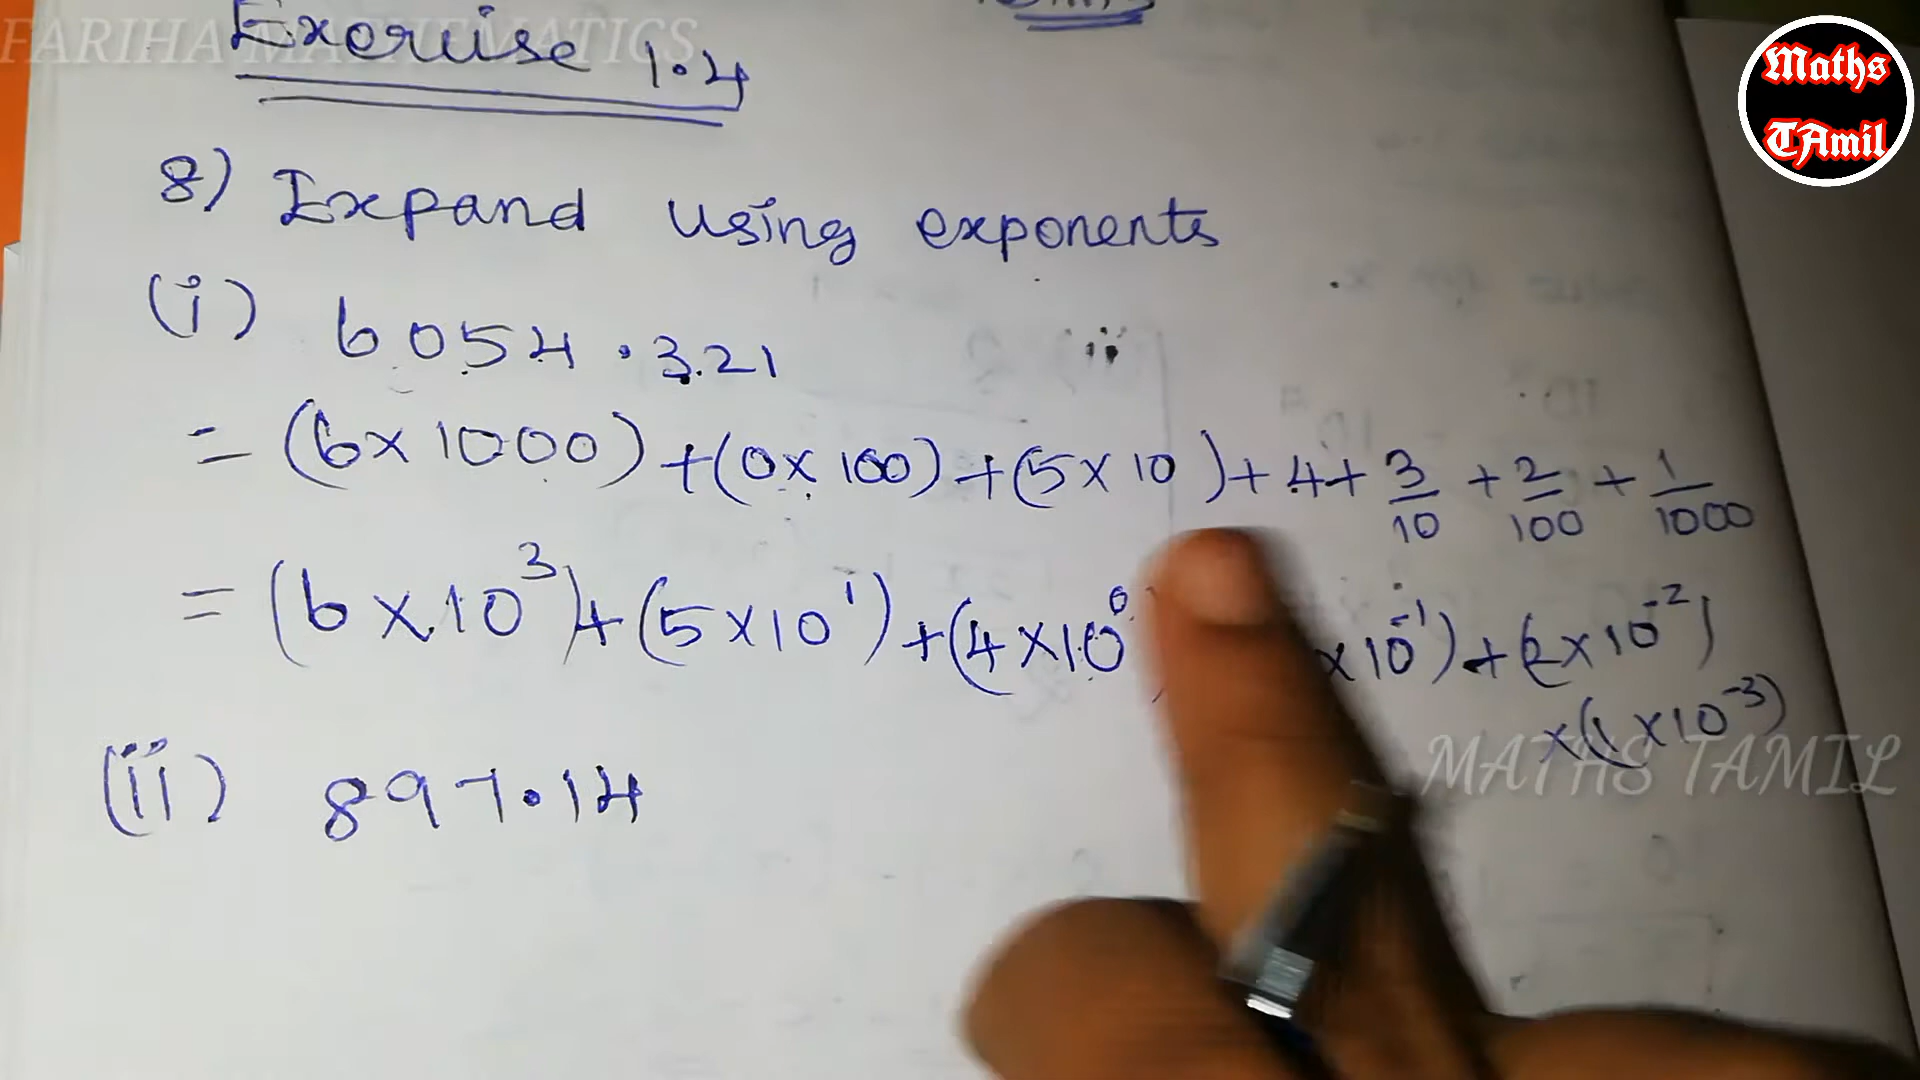 FARIHA MATHEMATICS
Exercise 1.4
Maths
TAmil
8) Expand using exponents
(i) 6054.321
= (6×1000)+(0×100)+(5×10)+4+3/10+2/100+1/1000
= (6×10³)+(5×10¹)+(4×10⁰ ×10⁻¹)+(2×10⁻²)
×(1×10⁻³)
MATHS TAMIL
(ii) 897.14